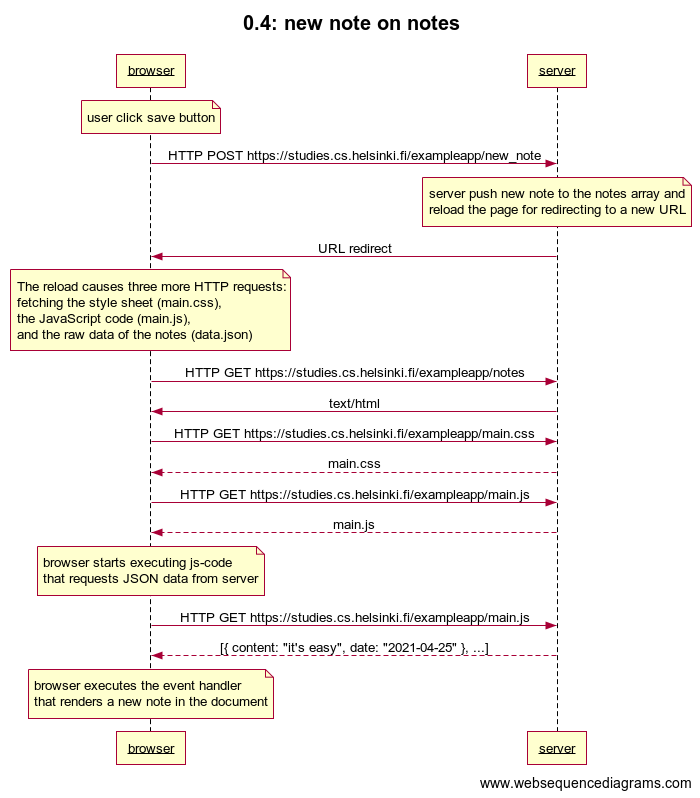 0.4: new note on notes
browser
server
user click save button
HTTP POST https://studies.cs.helsinki.fi/exampleapp/new_note
server push new note to the notes array and
reload the page for redirecting to a new URL
URL redirect
The reload causes three more HTTP requests:
fetching the style sheet (main.css),
the JavaScript code (main.js),
and the raw data of the notes (data.json)
HTTP GET https://studies.cs.helsinki.fi/exampleapp/notes
text/html
HTTP GET https://studies.cs.helsinki.fi/exampleapp/main.css
main.css
HTTP GET https://studies.cs.helsinki.fi/exampleapp/main.js
main.js
browser starts executing js-code
that requests JSON data from server
HTTP GET https://studies.cs.helsinki.fi/exampleapp/main.js
[{ content: "it's easy", date: "2021-04-25" }, ...]
browser executes the event handler
that renders a new note in the document
browser
server
www.websequencediagrams.com